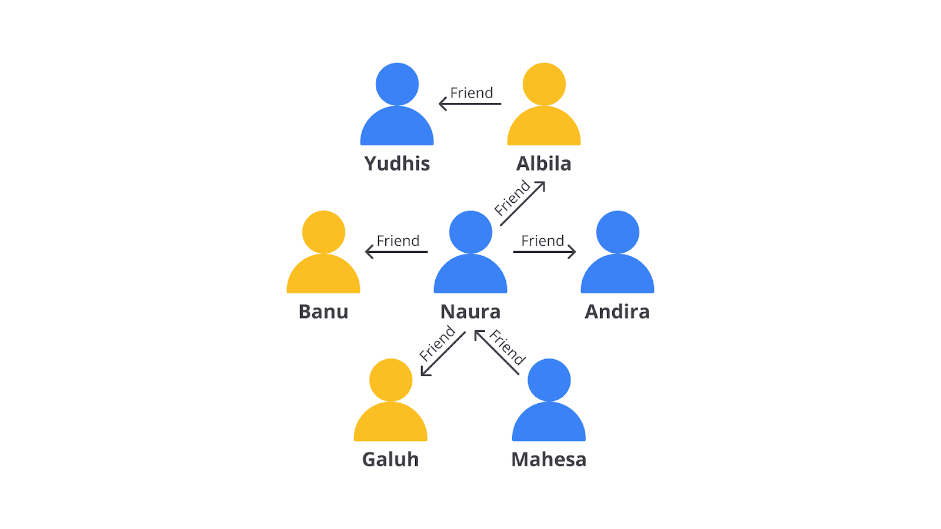 Friend
Yudhis
Albila
Friend
Friend
Friend
Banu
Naura
Andira
Friend
Friend
Galuh
Mahesa